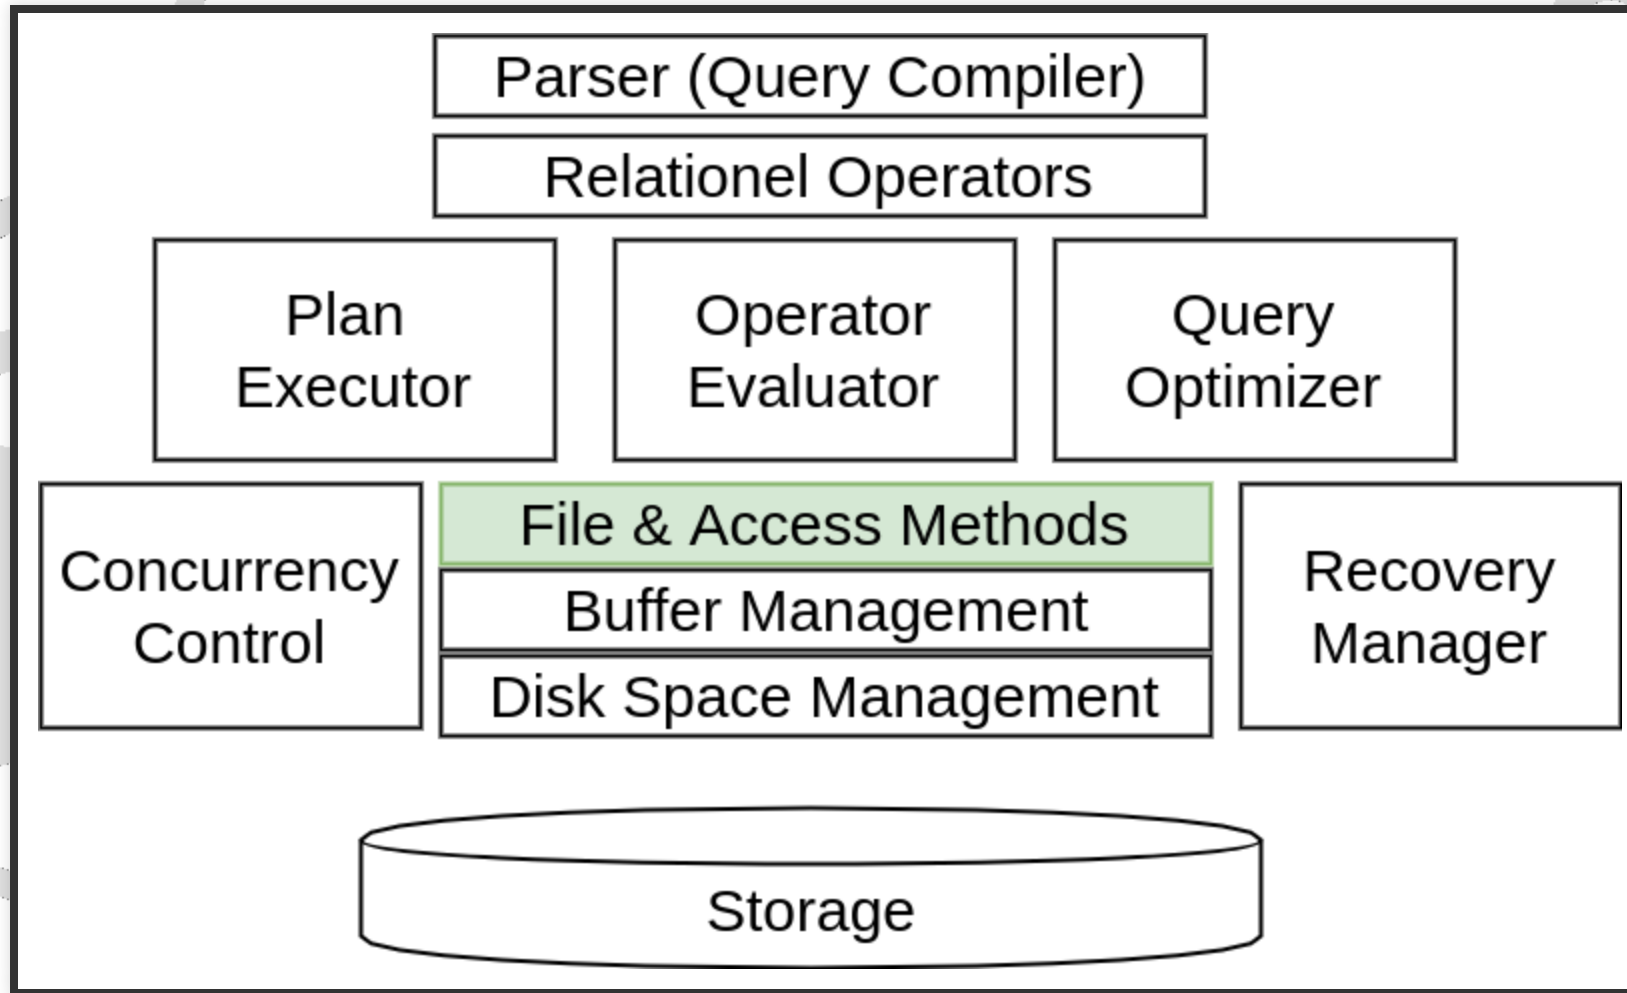 Parser (Query Compiler)
Relationel Operators
Plan
Executor
Operator
Evaluator
Query
Optimizer
Concurrency
Control
File & Access Methods
Buffer Management
Disk Space Management
Recovery
Manager
Storage